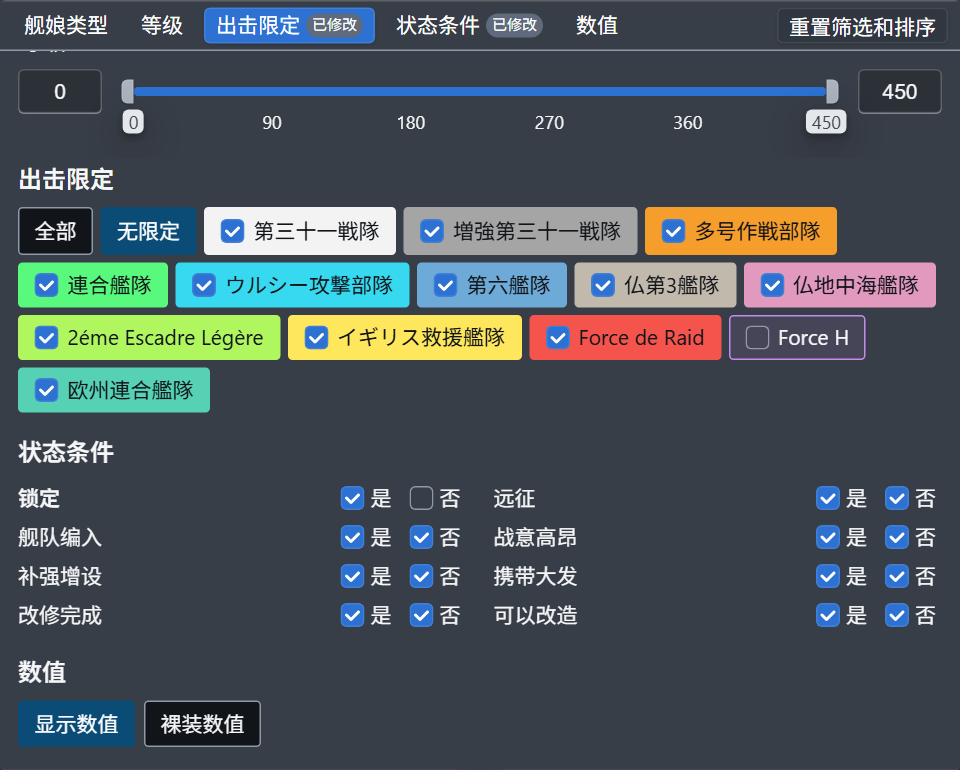 舰娘类型 等级 出击限定 已修改 状态条件 已修改 数值 重置筛选和排序
0 450
0 90 180 270 360 450
出击限定
全部 无限定 第三十一戦隊 増強第三十一戦隊 多号作戦部隊
連合艦隊 ウルシー攻撃部隊 第六艦隊 仏第3艦隊 仏地中海艦隊
2éme Escadre Légère イギリス救援艦隊 Force de Raid Force H
欧州連合艦隊
状态条件
锁定 是 否 远征 是 否
舰队编入 是 否 战意高昂 是 否
补强增设 是 否 携带大发 是 否
改修完成 是 否 可以改造 是 否
数值
显示数值 裸装数值